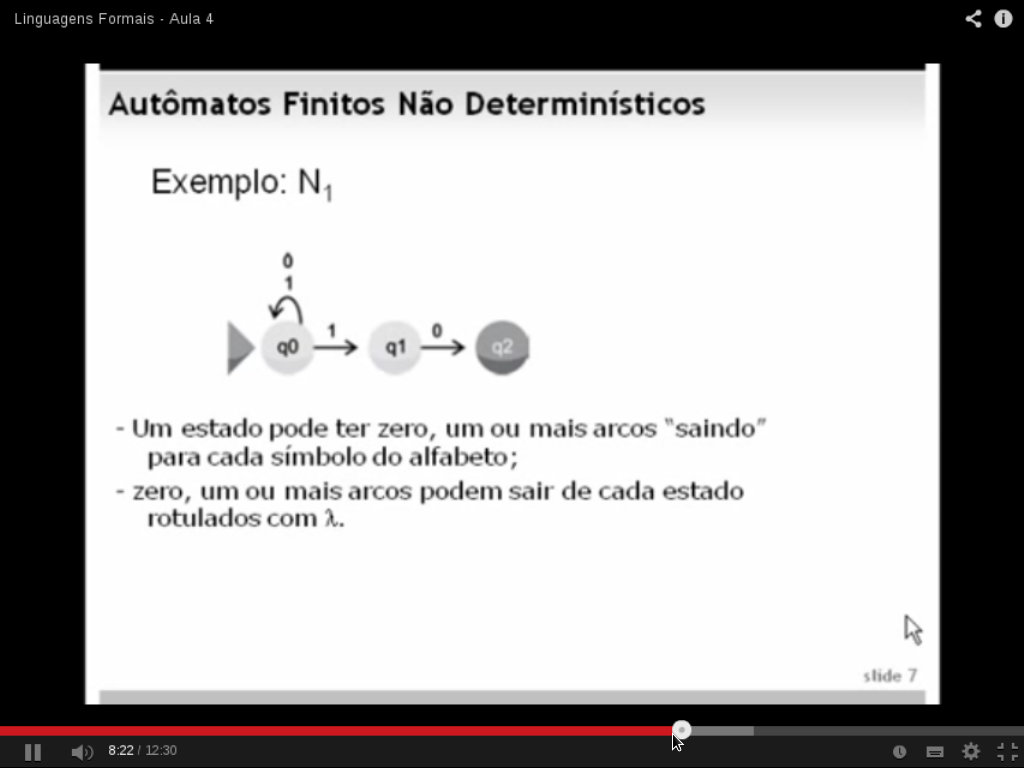 Linguagens Formais - Aula 4
Autômatos Finitos Não Determinísticos
Exemplo: N₁
0
1
1
0
q0
q1
q2
- Um estado pode ter zero, um ou mais arcos “saindo”
para cada símbolo do alfabeto;
- zero, um ou mais arcos podem sair de cada estado
rotulados com λ.
slide 7
8:22 / 12:30